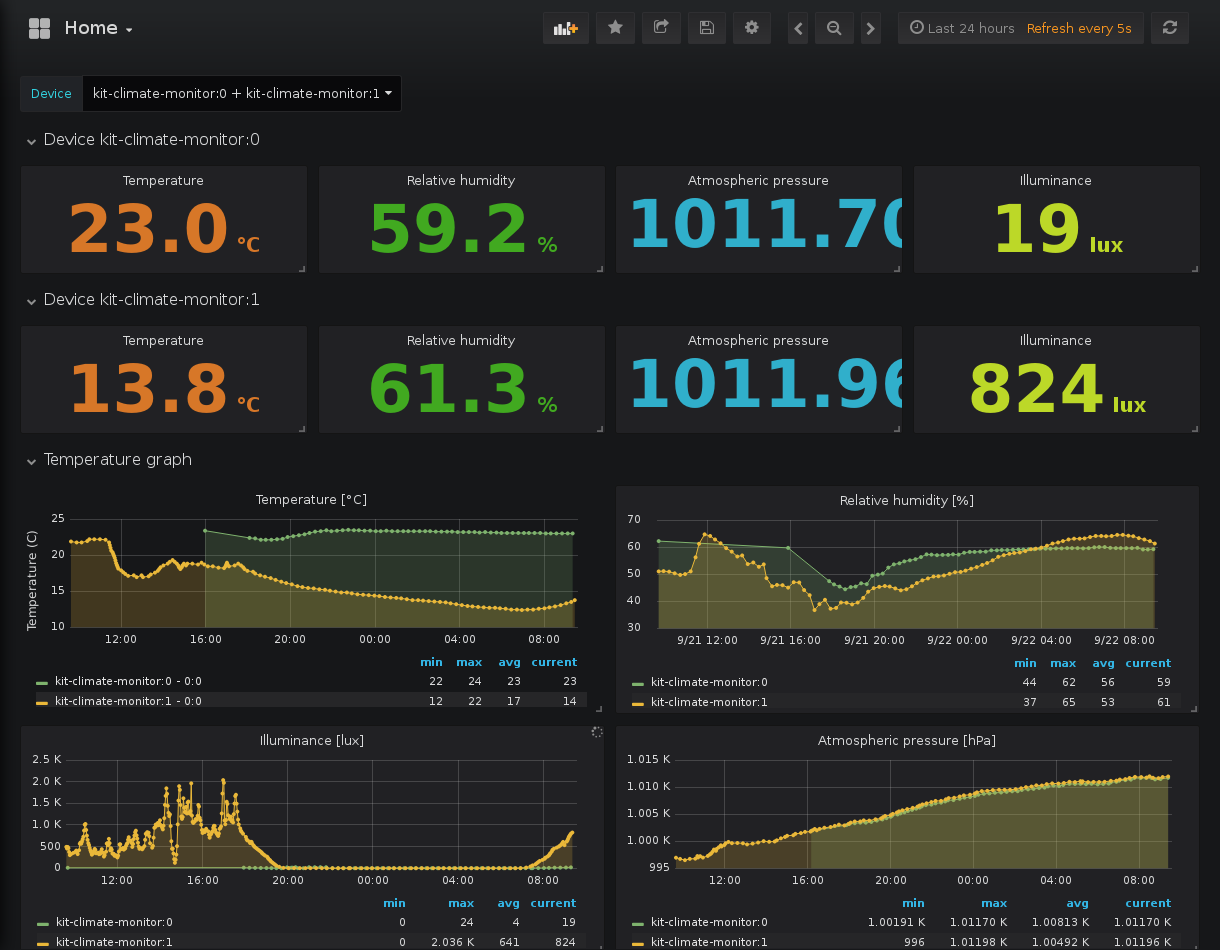 Home
Last 24 hours Refresh every 5s
Device kit-climate-monitor:0 + kit-climate-monitor:1
Device kit-climate-monitor:0
Temperature Relative humidity Atmospheric pressure Illuminance
23.0 °C 59.2 % 1011.70 19 lux
Device kit-climate-monitor:1
Temperature Relative humidity Atmospheric pressure Illuminance
13.8 °C 61.3 % 1011.96 824 lux
Temperature graph
Temperature [°C]
Temperature (C)
25
20
15
10
12:00 16:00 20:00 00:00 04:00 08:00
min max avg current
kit-climate-monitor:0 - 0:0 22 24 23 23
kit-climate-monitor:1 - 0:0 12 22 17 14
Relative humidity [%]
70
60
50
40
30
9/21 12:00 9/21 16:00 9/21 20:00 9/22 00:00 9/22 04:00 9/22 08:00
min max avg current
kit-climate-monitor:0 44 62 56 59
kit-climate-monitor:1 37 65 53 61
Illuminance [lux]
2.5 K
2.0 K
1.5 K
1.0 K
500
0
12:00 16:00 20:00 00:00 04:00 08:00
min max avg current
kit-climate-monitor:0 0 24 4 19
kit-climate-monitor:1 0 2.036 K 641 824
Atmospheric pressure [hPa]
1.015 K
1.010 K
1.005 K
1.000 K
995
12:00 16:00 20:00 00:00 04:00 08:00
min max avg current
kit-climate-monitor:0 1.00191 K 1.01170 K 1.00813 K 1.01170 K
kit-climate-monitor:1 996 1.01198 K 1.00492 K 1.01196 K